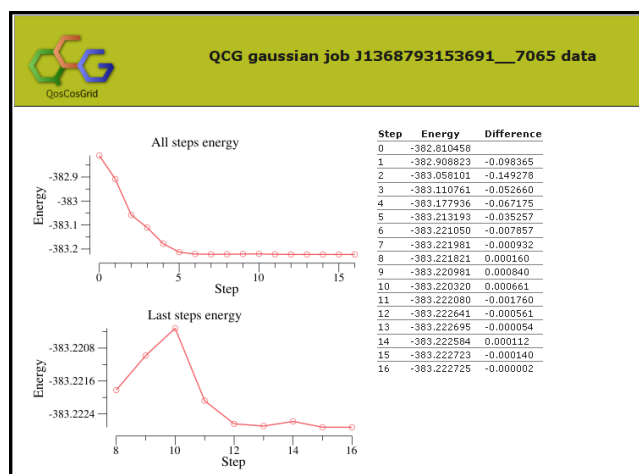 QCG gaussian job J1368793153691__7065 data
QosCosGrid
All steps energy
Energy
-382.9
-383
-383.1
-383.2
0 5 10 15
Step
Last steps energy
Energy
-383.2208
-383.2216
-383.2224
8 10 12 14 16
Step
Step Energy Difference
0 -382.810458
1 -382.908823 -0.098365
2 -383.058101 -0.149278
3 -383.110761 -0.052660
4 -383.177936 -0.067175
5 -383.213193 -0.035257
6 -383.221050 -0.007857
7 -383.221981 -0.000932
8 -383.221821 0.000160
9 -383.220981 0.000840
10 -383.220320 0.000661
11 -383.222080 -0.001760
12 -383.222641 -0.000561
13 -383.222695 -0.000054
14 -383.222584 0.000112
15 -383.222723 -0.000140
16 -383.222725 -0.000002